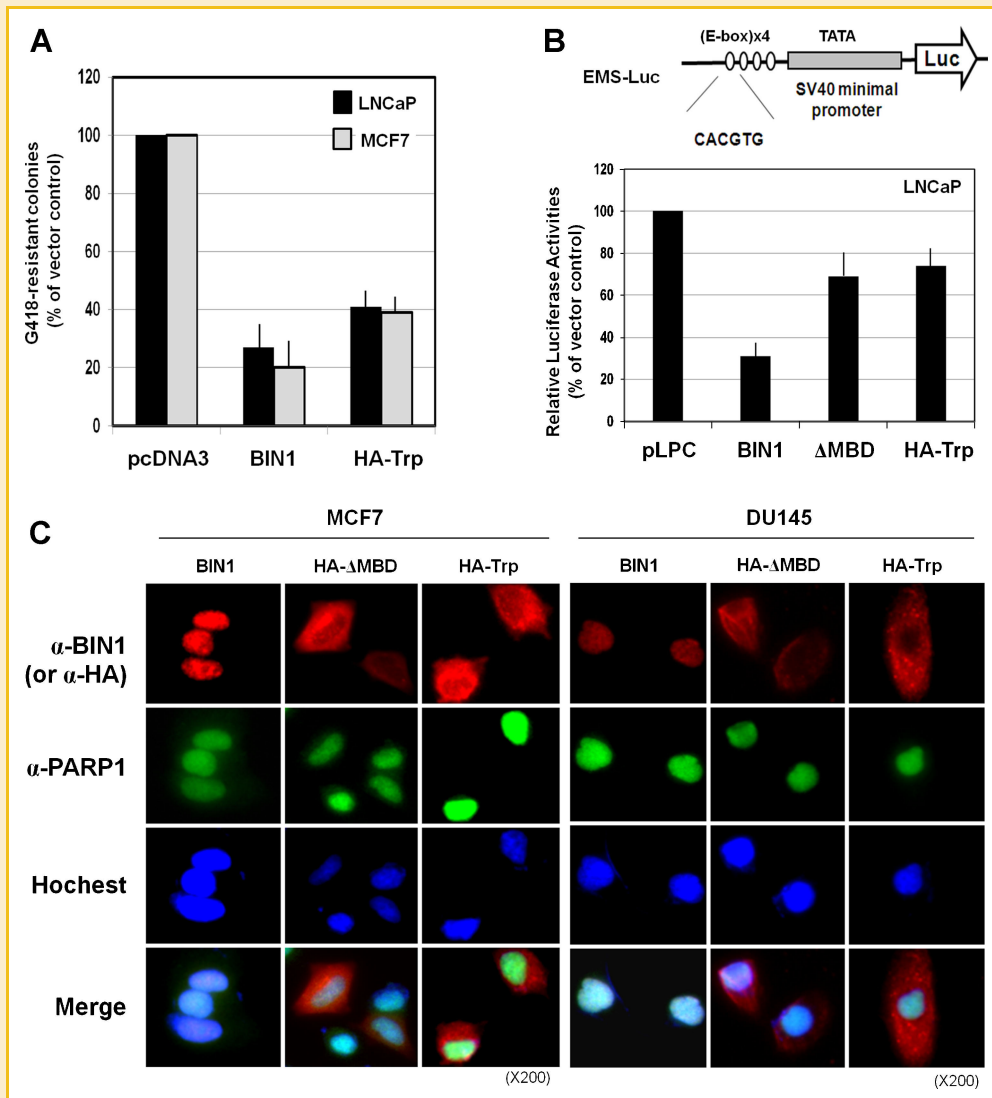 A
G418-resistant colonies
(% of vector control)
120
100
80
60
40
20
0
LNCaP
MCF7
pcDNA3 BIN1 HA-Trp
B
(E-box)x4 TATA
EMS-Luc
Luc
SV40 minimal
promoter
CACGTG
Relative Luciferase Activities
(% of vector control)
120
100
80
60
40
20
0
LNCaP
pLPC BIN1 ΔMBD HA-Trp
C
MCF7 DU145
BIN1 HA-ΔMBD HA-Trp BIN1 HA-ΔMBD HA-Trp
α-BIN1
(or α-HA)
α-PARP1
Hochest
Merge
(X200) (X200)